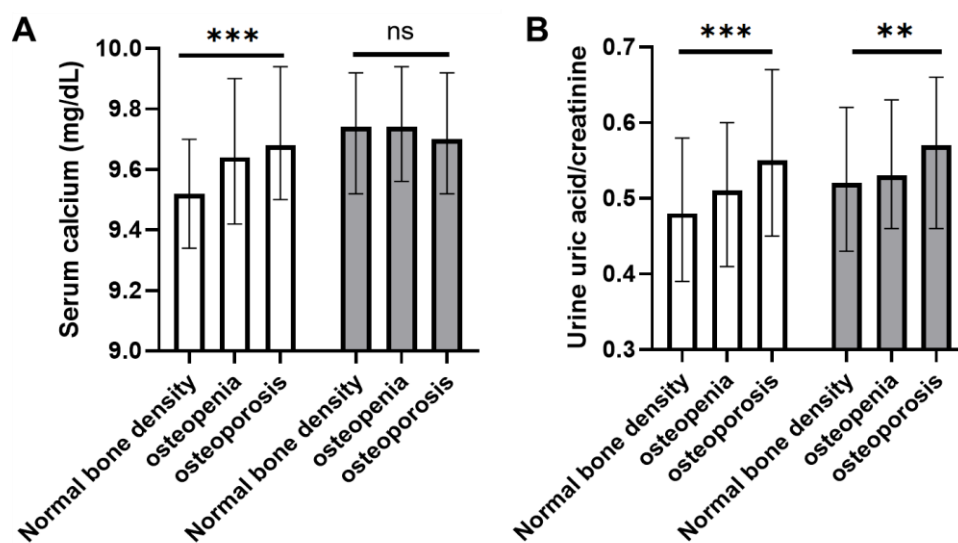 A
Serum calcium (mg/dL)
10.0
9.8
9.6
9.4
9.2
9.0
***
ns
Normal bone density
osteopenia
osteoporosis
Normal bone density
osteopenia
osteoporosis
B
Urine uric acid/creatinine
0.7
0.6
0.5
0.4
0.3
***
**
Normal bone density
osteopenia
osteoporosis
Normal bone density
osteopenia
osteoporosis